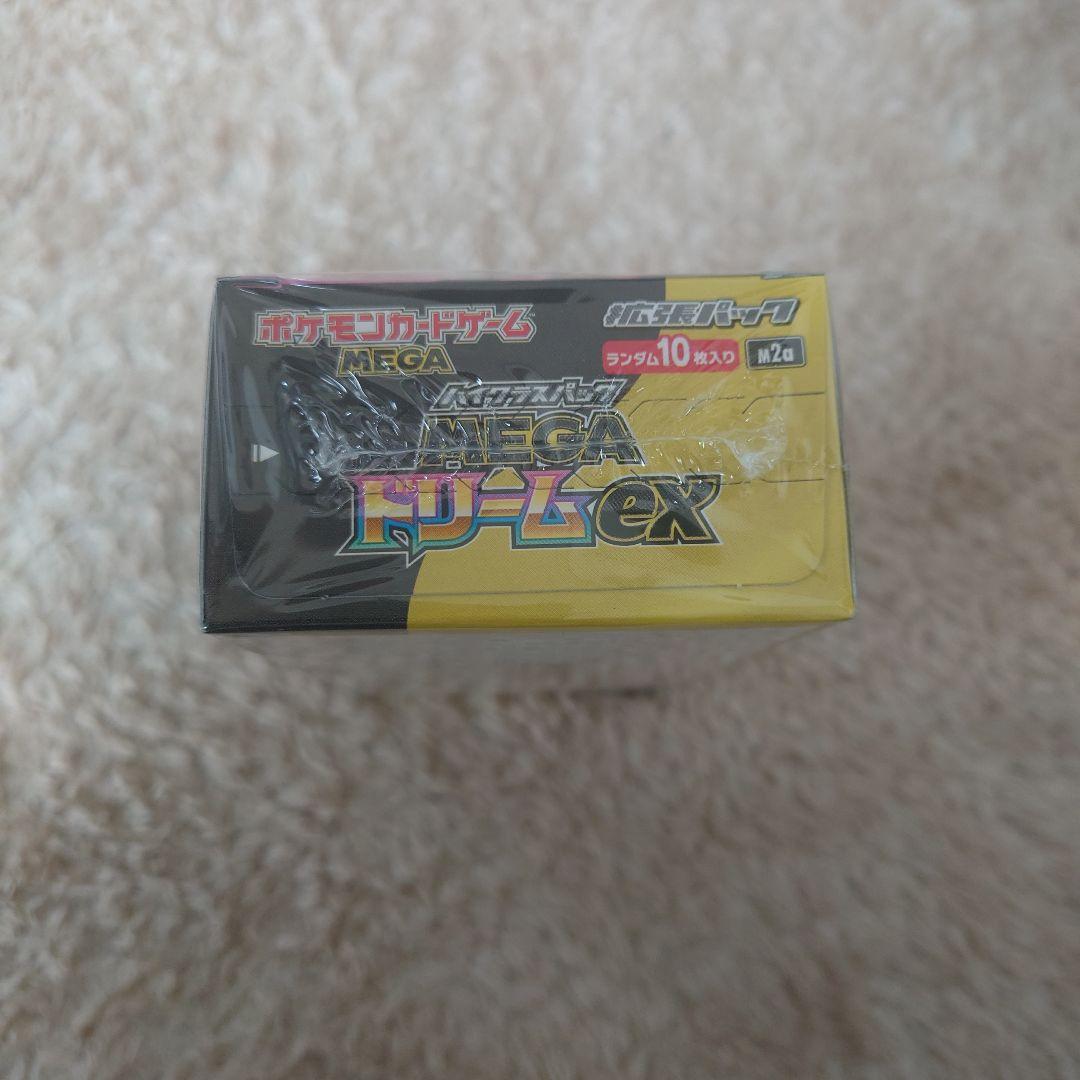 ポケモンカードゲーム
MEGA
拡張パック
ランダム10枚入り
M2a
ハイクラスパック
MEGA
ドリームex